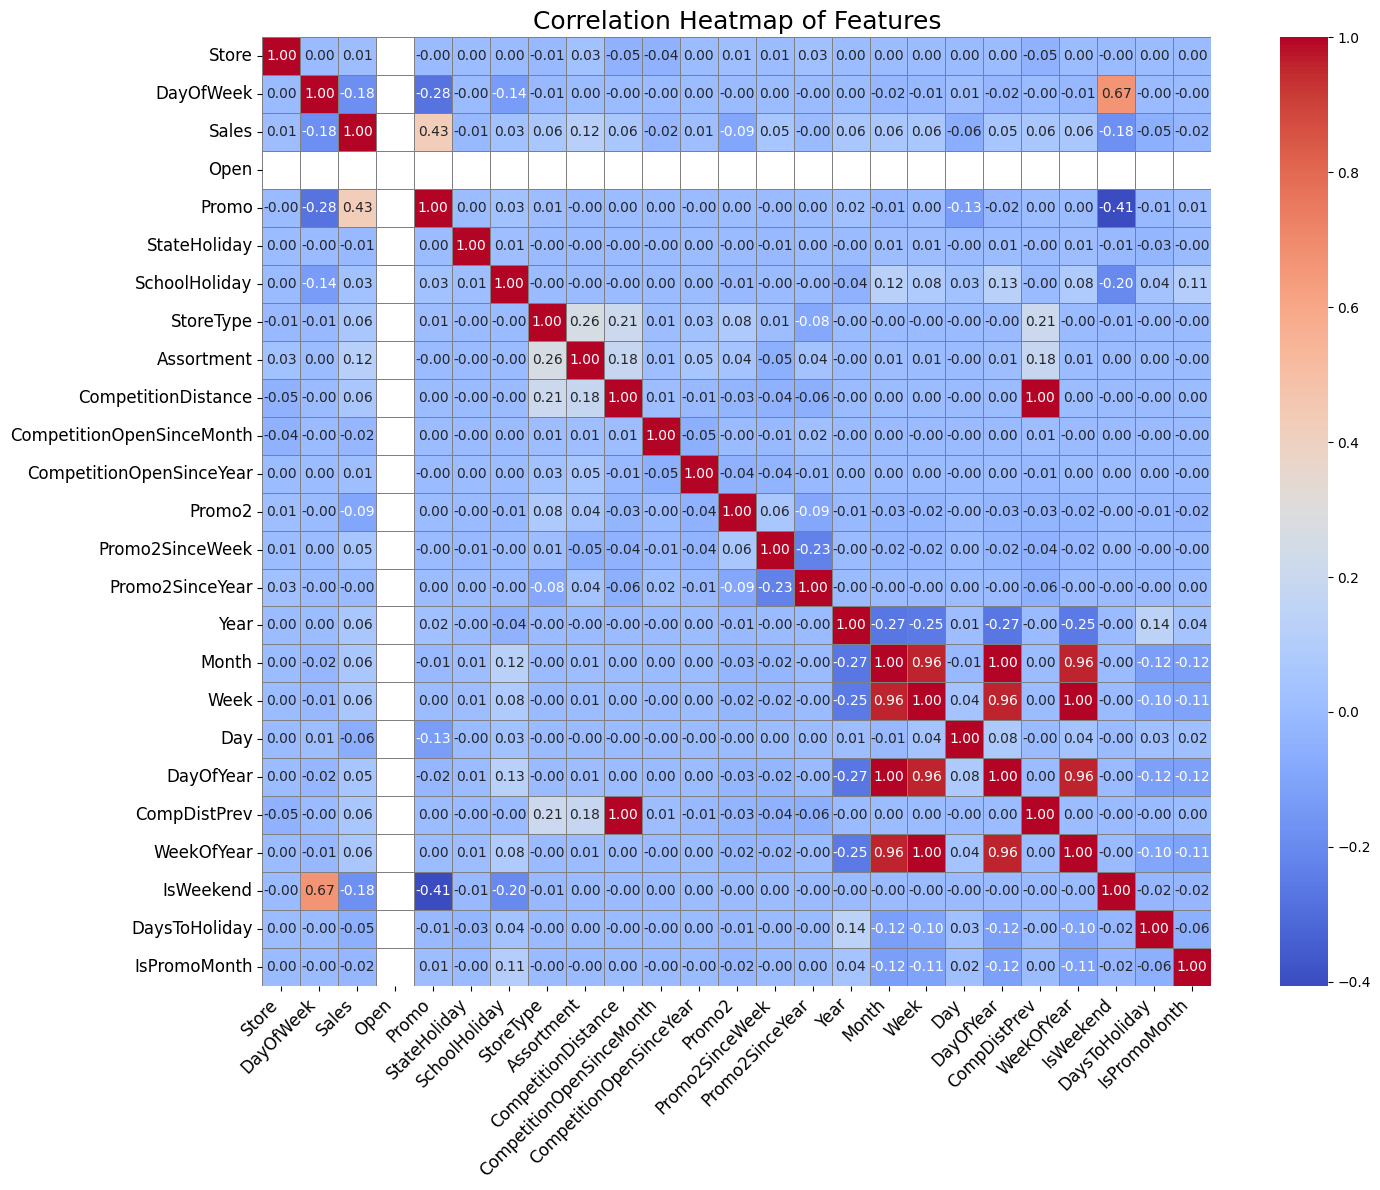 Correlation Heatmap of Features
Store 1.00 0.00 0.01 -0.00 0.00 0.00 -0.01 0.03 -0.05 -0.04 0.00 0.01 0.01 0.03 0.00 0.00 0.00 0.00 0.00 -0.05 0.00 -0.00 0.00 0.00
DayOfWeek 0.00 1.00 -0.18 -0.28 -0.00 -0.14 -0.01 0.00 -0.00 -0.00 0.00 -0.00 0.00 -0.00 0.00 -0.02 -0.01 0.01 -0.02 -0.00 -0.01 0.67 -0.00 -0.00
Sales 0.01 -0.18 1.00 0.43 -0.01 0.03 0.06 0.12 0.06 -0.02 0.01 -0.09 0.05 -0.00 0.06 0.06 0.06 -0.06 0.05 0.06 0.06 -0.18 -0.05 -0.02
Open
Promo -0.00 -0.28 0.43 1.00 0.00 0.03 0.01 -0.00 0.00 0.00 -0.00 0.00 -0.00 0.00 0.02 -0.01 0.00 -0.13 -0.02 0.00 0.00 -0.41 -0.01 0.01
StateHoliday 0.00 -0.00 -0.01 0.00 1.00 0.01 -0.00 -0.00 -0.00 -0.00 0.00 -0.00 -0.01 0.00 -0.00 0.01 0.01 -0.00 0.01 -0.00 0.01 -0.01 -0.03 -0.00
SchoolHoliday 0.00 -0.14 0.03 0.03 0.01 1.00 -0.00 -0.00 -0.00 0.00 0.00 -0.01 -0.00 0.00 -0.04 0.12 0.08 0.03 0.13 -0.00 0.08 -0.20 0.04 0.11
StoreType -0.01 -0.01 0.06 0.01 -0.00 -0.00 1.00 0.26 0.21 0.01 0.03 0.08 0.01 -0.08 -0.00 -0.00 -0.00 -0.00 -0.00 0.21 -0.00 -0.01 -0.00 -0.00
Assortment 0.03 0.00 0.12 -0.00 -0.00 -0.00 0.26 1.00 0.18 0.01 0.05 0.04 -0.05 0.04 -0.00 0.01 0.01 -0.00 0.01 0.18 0.01 0.00 0.00 -0.00
CompetitionDistance -0.05 -0.00 0.06 0.00 -0.00 -0.00 0.21 0.18 1.00 0.01 -0.01 -0.03 -0.04 -0.06 -0.00 0.00 0.00 -0.00 0.00 1.00 0.00 -0.00 -0.00 0.00
CompetitionOpenSinceMonth -0.04 -0.00 -0.02 0.00 -0.00 0.00 0.01 0.01 0.01 1.00 -0.05 -0.00 -0.01 0.02 -0.00 0.00 0.00 -0.00 0.00 0.01 0.00 -0.00 -0.00 -0.00
CompetitionOpenSinceYear 0.00 0.00 0.01 -0.00 0.00 0.00 0.03 0.05 -0.01 -0.05 1.00 -0.04 -0.04 -0.01 0.00 0.00 0.00 -0.00 0.00 -0.01 0.00 0.00 0.00 -0.00
Promo2 0.01 -0.00 -0.09 0.00 -0.00 -0.01 0.08 0.04 -0.03 -0.00 -0.04 1.00 0.06 -0.09 -0.01 -0.03 -0.02 -0.00 -0.03 -0.03 -0.02 -0.00 -0.01 -0.02
Promo2SinceWeek 0.01 0.00 0.05 -0.00 -0.01 -0.00 0.01 -0.05 -0.04 -0.01 -0.04 0.06 1.00 -0.23 -0.00 -0.02 -0.02 0.00 -0.02 -0.04 -0.02 0.00 -0.00 -0.00
Promo2SinceYear 0.03 -0.00 -0.00 0.00 0.00 0.00 -0.08 0.04 -0.06 0.02 -0.01 -0.09 -0.23 1.00 -0.00 -0.00 -0.00 0.00 -0.00 -0.06 -0.00 -0.00 -0.00 0.00
Year 0.00 0.00 0.06 0.02 -0.00 -0.04 -0.00 -0.00 -0.00 -0.00 0.00 -0.01 -0.00 -0.00 1.00 -0.27 -0.25 0.01 -0.27 -0.00 -0.25 -0.00 0.14 0.04
Month 0.00 -0.02 0.06 -0.01 0.01 0.12 -0.00 0.01 0.00 0.00 0.00 -0.03 -0.02 -0.00 -0.27 1.00 0.96 -0.01 1.00 0.00 0.96 -0.00 -0.12 -0.12
Week 0.00 -0.01 0.06 0.00 0.01 0.08 -0.00 0.01 0.00 0.00 0.00 -0.02 -0.02 -0.00 -0.25 0.96 1.00 0.04 0.96 0.00 1.00 -0.00 -0.10 -0.11
Day 0.00 0.01 -0.06 -0.13 -0.00 0.03 -0.00 -0.00 -0.00 -0.00 -0.00 -0.00 0.00 0.00 0.01 -0.01 0.04 1.00 0.08 -0.00 0.04 -0.00 0.03 0.02
DayOfYear 0.00 -0.02 0.05 -0.02 0.01 0.13 -0.00 0.01 0.00 0.00 0.00 -0.03 -0.02 -0.00 -0.27 1.00 0.96 0.08 1.00 0.00 0.96 -0.00 -0.12 -0.12
CompDistPrev -0.05 -0.00 0.06 0.00 -0.00 -0.00 0.21 0.18 1.00 0.01 -0.01 -0.03 -0.04 -0.06 -0.00 0.00 0.00 -0.00 0.00 1.00 0.00 -0.00 -0.00 0.00
WeekOfYear 0.00 -0.01 0.06 0.00 0.01 0.08 -0.00 0.01 0.00 0.00 0.00 -0.02 -0.02 -0.00 -0.25 0.96 1.00 0.04 0.96 0.00 1.00 -0.00 -0.10 -0.11
IsWeekend -0.00 0.67 -0.18 -0.41 -0.01 -0.20 -0.01 0.00 -0.00 -0.00 0.00 -0.00 0.00 -0.00 -0.00 -0.00 -0.00 -0.00 -0.00 -0.00 -0.00 1.00 -0.02 -0.02
DaysToHoliday 0.00 -0.00 -0.05 -0.01 -0.03 0.04 -0.00 0.00 -0.00 -0.00 0.00 -0.01 -0.00 -0.00 0.14 -0.12 -0.10 0.03 -0.12 -0.00 -0.10 -0.02 1.00 -0.06
IsPromoMonth 0.00 -0.00 -0.02 0.01 -0.00 0.11 -0.00 -0.00 0.00 -0.00 -0.00 -0.02 -0.00 0.00 0.04 -0.12 -0.11 0.02 -0.12 0.00 -0.11 -0.02 -0.06 1.00
Store
DayOfWeek
Sales
Open
Promo
StateHoliday
SchoolHoliday
StoreType
Assortment
CompetitionDistance
CompetitionOpenSinceMonth
CompetitionOpenSinceYear
Promo2
Promo2SinceWeek
Promo2SinceYear
Year
Month
Week
Day
DayOfYear
CompDistPrev
WeekOfYear
IsWeekend
DaysToHoliday
IsPromoMonth
1.0
0.8
0.6
0.4
0.2
0.0
−0.2
−0.4